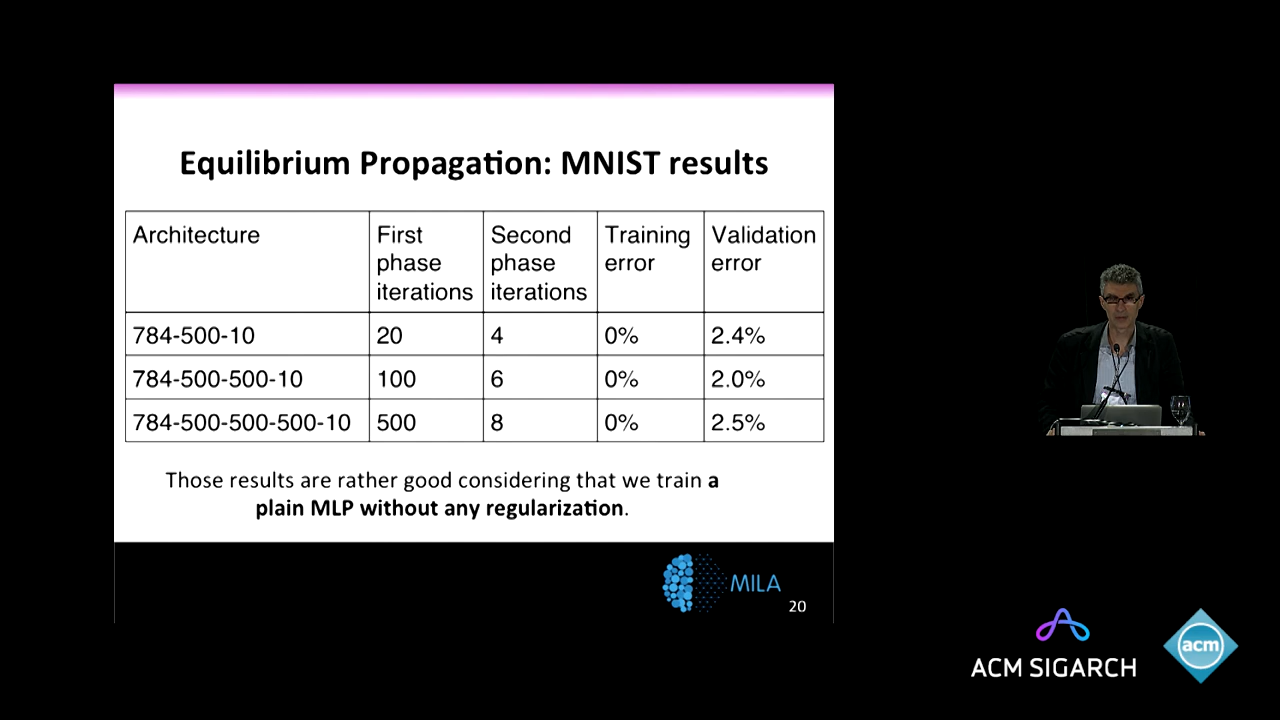 Equilibrium Propagation: MNIST results
Architecture First phase iterations Second phase iterations Training error Validation error
784-500-10 20 4 0% 2.4%
784-500-500-10 100 6 0% 2.0%
784-500-500-500-10 500 8 0% 2.5%
Those results are rather good considering that we train a
plain MLP without any regularization.
MILA
20
ACM SIGARCH
acm